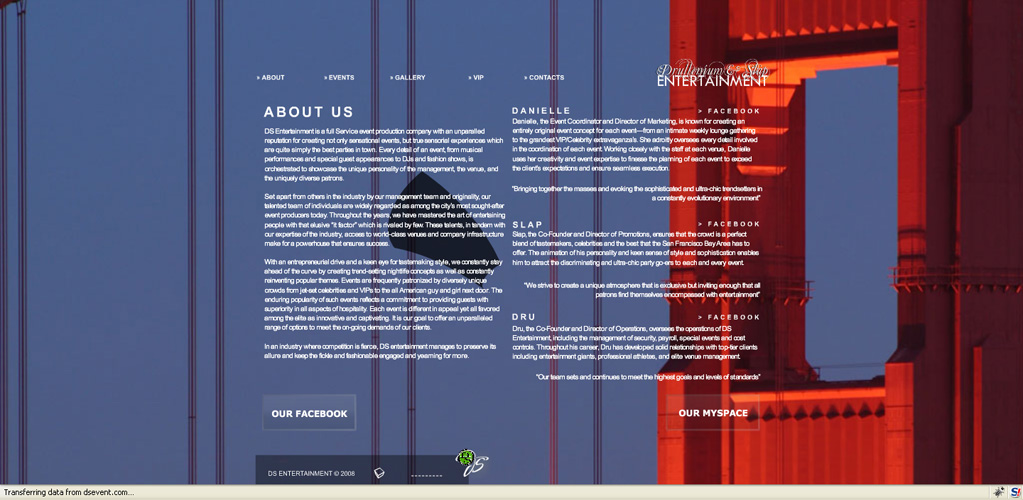 » ABOUT
» EVENTS
» GALLERY
» VIP
» CONTACTS
Drullenium & Slap
ENTERTAINMENT
ABOUT US
DS Entertainment is a full Service event production company with an unparalled
reputation for creating not only sensational events, but true sensorial experiences which
are quite simply the best parties in town. Every detail of an event, from musical
performances and special guest appearances to DJs and fashion shows, is
orchestrated to showcase the unique personality of the management, the venue, and
the uniquely diverse patrons.
Set apart from others in the industry by our management team and originality, our
talented team of individuals are widely regarded as among the city's most sought-after
event producers today. Throughout the years, we have mastered the art of entertaining
people with that elusive "it factor" which is rivaled by few. These talents, in tandem with
our expertise of the industry, access to world-class venues and company infrastructure
make for a powerhouse that ensures success.
With an entrepreneurial drive and a keen eye for tastemaking style, we constantly stay
ahead of the curve by creating trend-setting nightlife concepts as well as constantly
reinventing popular themes. Events are frequently patronized by diversely unique
crowds from jet-set celebrities and VIPs to the all American guy and girl next door. The
enduring popularity of such events reflects a commitment to providing guests with
superiority in all aspects of hospitality. Each event is different in appeal yet all favored
among the elite as innovative and captivating. It is our goal to offer an unparalleled
range of options to meet the on-going demands of our clients.
In an industry where competition is fierce, DS entertainment manages to preserve its
allure and keep the fickle and fashionable engaged and yearning for more.
DANIELLE
> FACEBOOK
Danielle, the Event Coordinator and Director of Marketing, is known for creating an
entirely original event concept for each event—from an intimate weekly lounge gathering
to the grandest VIP/Celebrity extravaganza's. She adroitly oversees every detail involved
in the coordination of each event. Working closely with the staff at each venue, Danielle
uses her creativity and event expertise to finesse the planning of each event to exceed
the client's expectations and ensure seamless execution.
"Bringing together the masses and evoking the sophisticated and ultra-chic trendsetters in
a constantly evolutionary environment"
SLAP
> FACEBOOK
Slap, the Co-Founder and Director of Promotions, ensures that the crowd is a perfect
blend of tastemakers, celebrities and the best that the San Francisco Bay Area has to
offer. The animation of his personality and keen sense of style and sophistication enables
him to attract the discriminating and ultra-chic party go-ers to each and every event.
"We strive to create a unique atmosphere that is exclusive but inviting enough that all
patrons find themselves encompassed with entertainment"
DRU
> FACEBOOK
Dru, the Co-Founder and Director of Operations, oversees the operations of DS
Entertainment, including the management of security, payroll, special events and cost
controls. Throughout his career, Dru has developed solid relationships with top-tier clients
including entertainment giants, professional athletes, and elite venue management.
"Our team sets and continues to meet the highest goals and levels of standards"
OUR FACEBOOK
OUR MYSPACE
DS ENTERTAINMENT © 2008
---------
dS
Transferring data from dsevent.com...